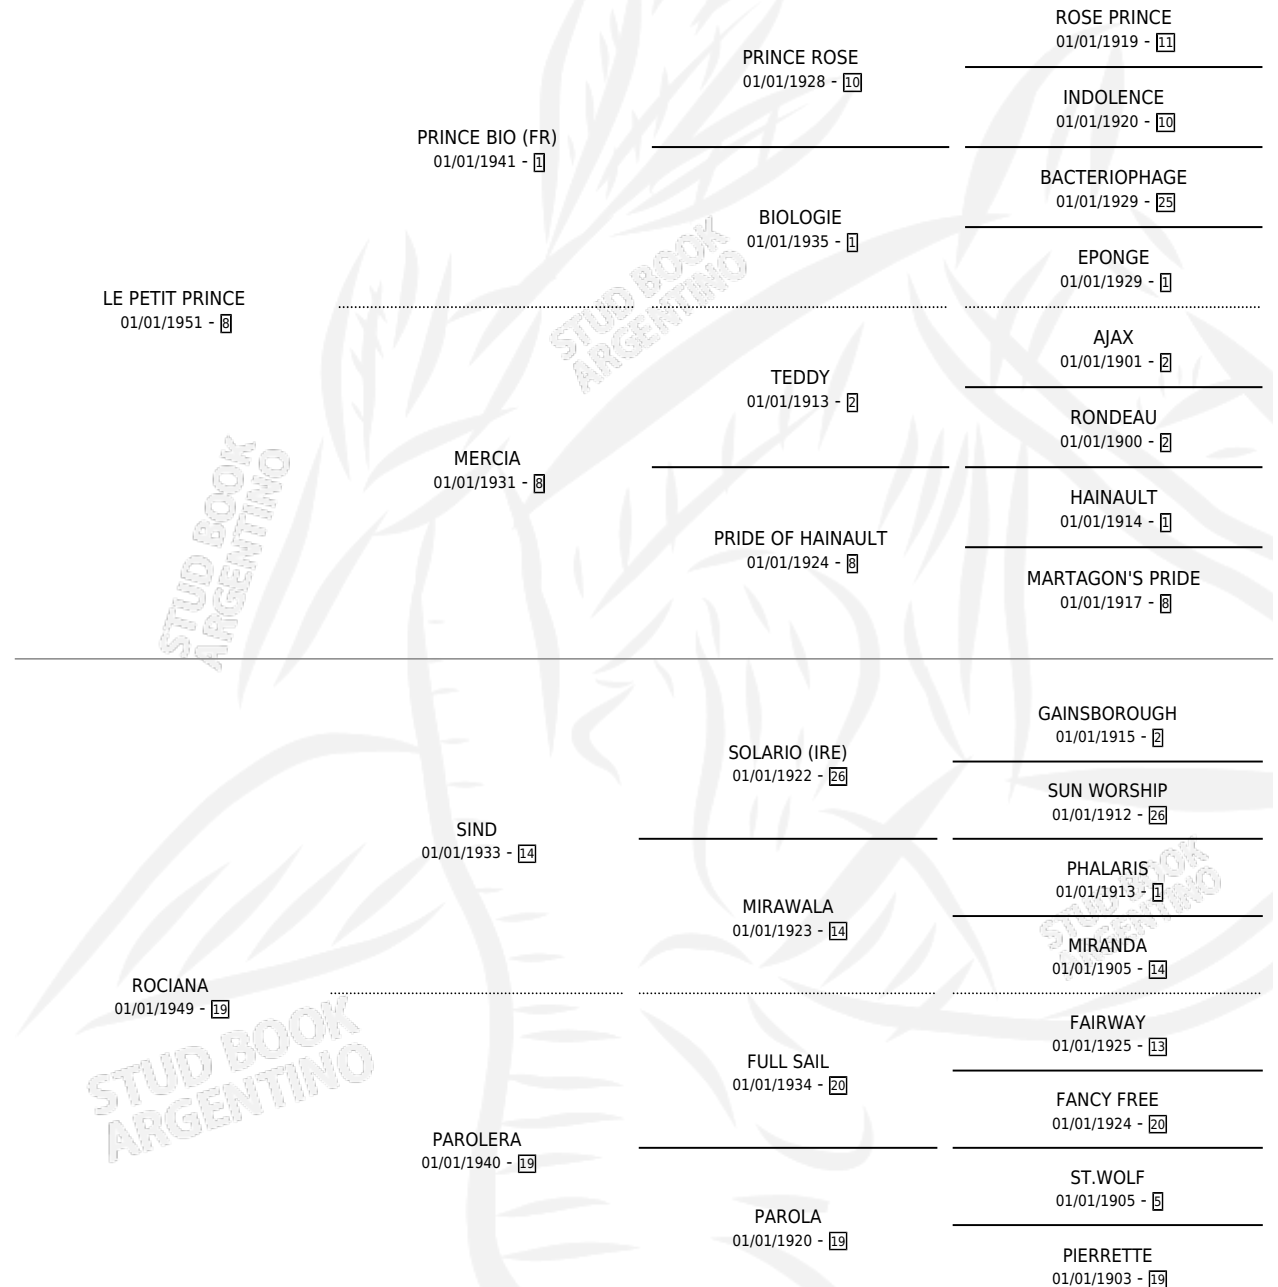 ROSE PRINCE
01/01/1919 - 11
PRINCE ROSE
01/01/1928 - 10
INDOLENCE
01/01/1920 - 10
PRINCE BIO (FR)
01/01/1941 - 1
BACTERIOPHAGE
01/01/1929 - 25
BIOLOGIE
01/01/1935 - 1
EPONGE
01/01/1929 - 1
LE PETIT PRINCE
01/01/1951 - 8
AJAX
01/01/1901 - 2
TEDDY
01/01/1913 - 2
RONDEAU
01/01/1900 - 2
MERCIA
01/01/1931 - 8
HAINAULT
01/01/1914 - 1
PRIDE OF HAINAULT
01/01/1924 - 8
MARTAGON'S PRIDE
01/01/1917 - 8
GAINSBOROUGH
01/01/1915 - 2
SOLARIO (IRE)
01/01/1922 - 26
SUN WORSHIP
01/01/1912 - 26
SIND
01/01/1933 - 14
PHALARIS
01/01/1913 - 1
MIRAWALA
01/01/1923 - 14
MIRANDA
01/01/1905 - 14
ROCIANA
01/01/1949 - 19
FAIRWAY
01/01/1925 - 13
FULL SAIL
01/01/1934 - 20
FANCY FREE
01/01/1924 - 20
PAROLERA
01/01/1940 - 19
ST.WOLF
01/01/1905 - 5
PAROLA
01/01/1920 - 19
PIERRETTE
01/01/1903 - 19
STUD BOOK
ARGENTINO
STUD BOOK
ARGENTINO
STUD BOOK
ARGENTINO
STUD BOOK
ARGENTINO